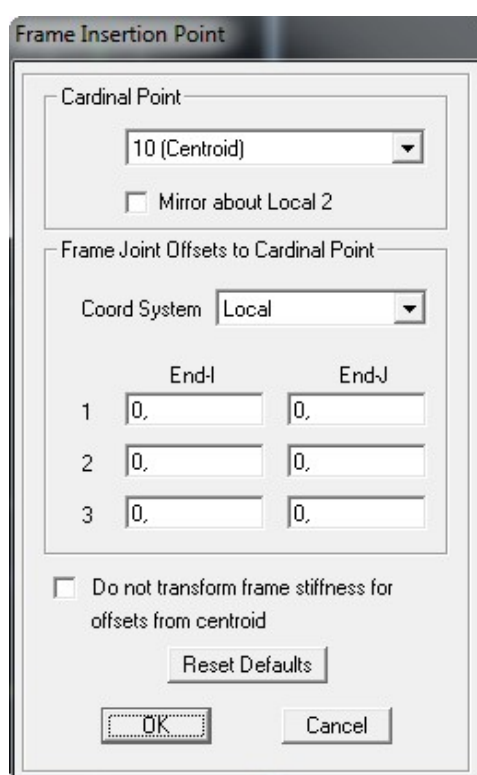 Frame Insertion Point
Cardinal Point
10 (Centroid)
Mirror about Local 2
Frame Joint Offsets to Cardinal Point
Coord System Local
End-I End-J
1 0, 0,
2 0, 0,
3 0, 0,
Do not transform frame stiffness for
offsets from centroid
Reset Defaults
OK Cancel